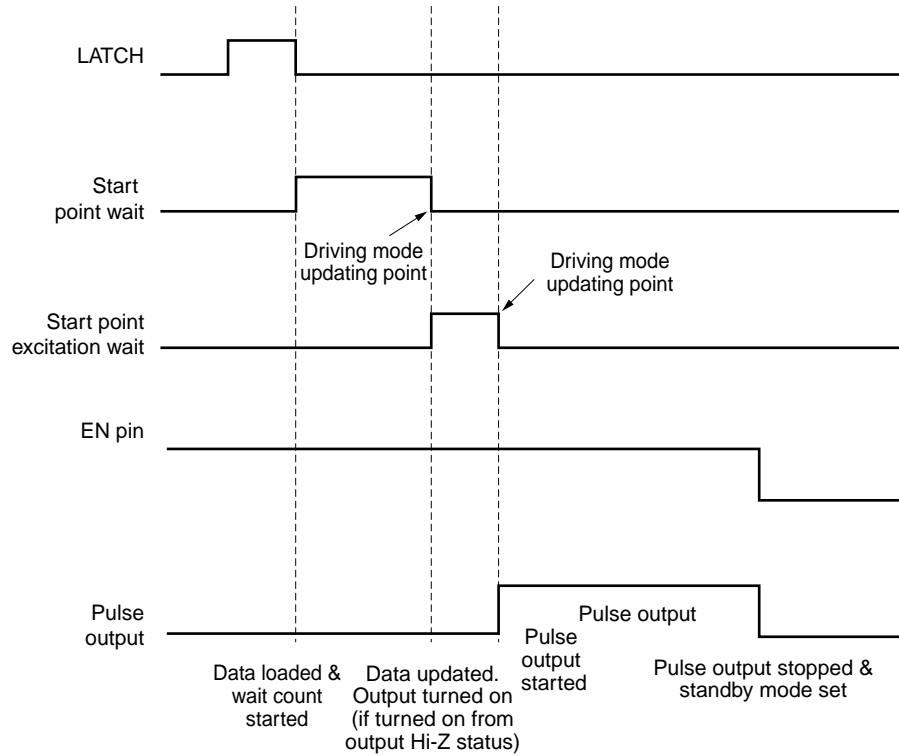 LATCH
Start
point wait
Driving mode
updating point
Driving mode
updating point
Start point
excitation wait
EN pin
Pulse
output
Pulse output
Pulse
output
started
Data loaded &
wait count
started
Data updated.
Output turned on
(if turned on from
output Hi-Z status)
Pulse output stopped &
standby mode set